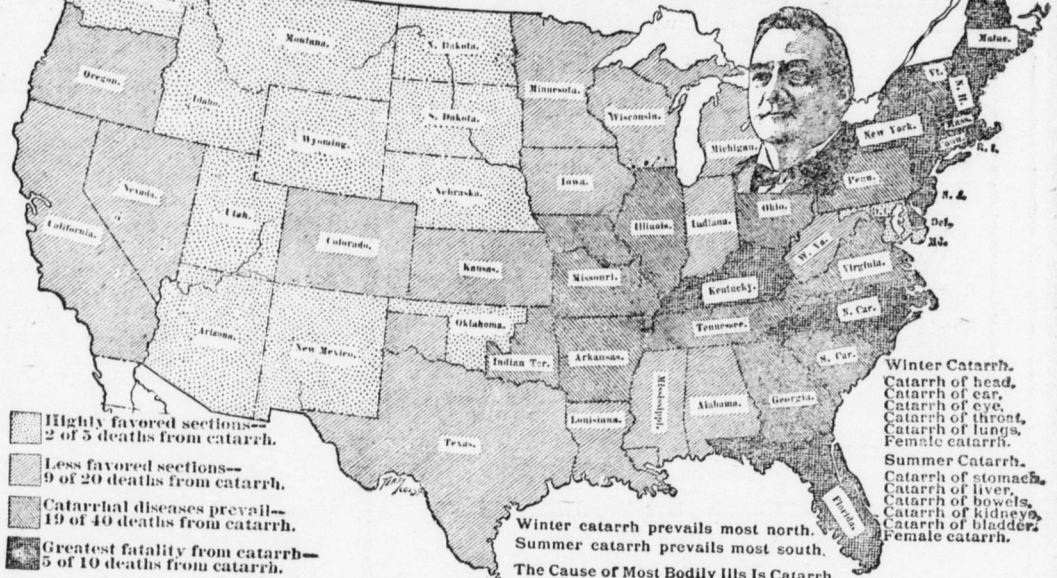 Maine.
Montana.
N. Dakota.
Oregon.
Minnesota.
Vt.
N. H.
Idaho.
S. Dakota.
Wisconsin.
Mass.
Wyoming.
Michigan.
New York.
Conn.
R. I.
Nebraska.
Iowa.
Penn.
Nevada.
Utah.
Ohio.
N. J.
California.
Colorado.
Illinois.
Indiana.
Del.
W. Va.
Md.
Kansas.
Missouri.
Virginia.
Kentucky.
N. Car.
Arizona.
New Mexico.
Oklahoma.
Tennessee.
Indian Ter.
Arkansas.
S. Car.
Mississippi.
Alabama.
Georgia.
Louisiana.
Texas.
Florida.
Highly favored sections—
2 of 5 deaths from catarrh.
Less favored sections—
9 of 20 deaths from catarrh.
Catarrhal diseases prevail—
19 of 40 deaths from catarrh.
Greatest fatality from catarrh—
5 of 10 deaths from catarrh.
Winter Catarrh.
Catarrh of head,
Catarrh of ear,
Catarrh of eye,
Catarrh of throat,
Catarrh of lungs,
Female catarrh.
Summer Catarrh.
Catarrh of stomach,
Catarrh of liver,
Catarrh of bowels,
Catarrh of kidneys,
Catarrh of bladder,
Female catarrh.
Winter catarrh prevails most north.
Summer catarrh prevails most south.
The Cause of Most Bodily Ills Is Catarrh